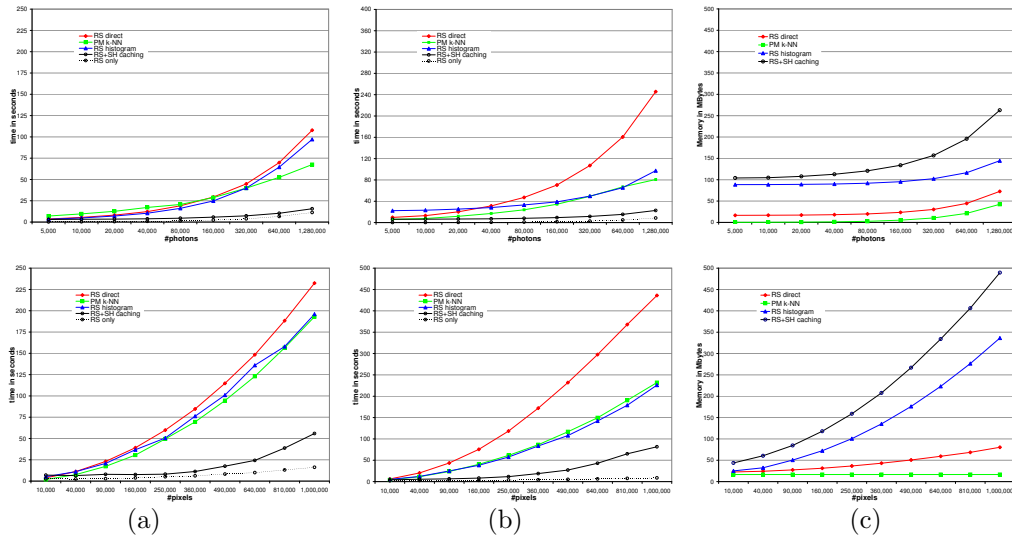 250
225
200
175
150
125
100
75
50
25
0
time in seconds
RS direct
PM k-NN
RS histogram
RS+SH caching
RS only
5,000 10,000 20,000 40,000 80,000 160,000 320,000 640,000 1,280,000
#photons
400
360
320
280
240
200
160
120
80
40
0
time in seconds
RS direct
PM k-NN
RS histogram
RS+SH caching
RS only
5,000 10,000 20,000 40,000 80,000 160,000 320,000 640,000 1,280,000
#photons
500
450
400
350
300
250
200
150
100
50
0
Memory in MBytes
RS direct
PM k-NN
RS histogram
RS+SH caching
5,000 10,000 20,000 40,000 80,000 160,000 320,000 640,000 1,280,000
#photons
250
225
200
175
150
125
100
75
50
25
0
time in seconds
RS direct
PM k-NN
RS histogram
RS+SH caching
RS only
10,000 40,000 90,000 160,000 250,000 360,000 490,000 640,000 810,000 1,000,000
#pixels
500
450
400
350
300
250
200
150
100
50
0
time in seconds
RS direct
PM k-NN
RS histogram
RS+SH caching
RS only
10,000 40,000 90,000 160,000 250,000 360,000 490,000 640,000 810,000 1,000,000
#pixels
500
450
400
350
300
250
200
150
100
50
0
Memory in Mbytes
RS direct
PM k-NN
RS histogram
RS+SH caching
10,000 40,000 90,000 160,000 250,000 360,000 490,000 640,000 810,000 1,000,000
#pixels
(a) (b) (c)